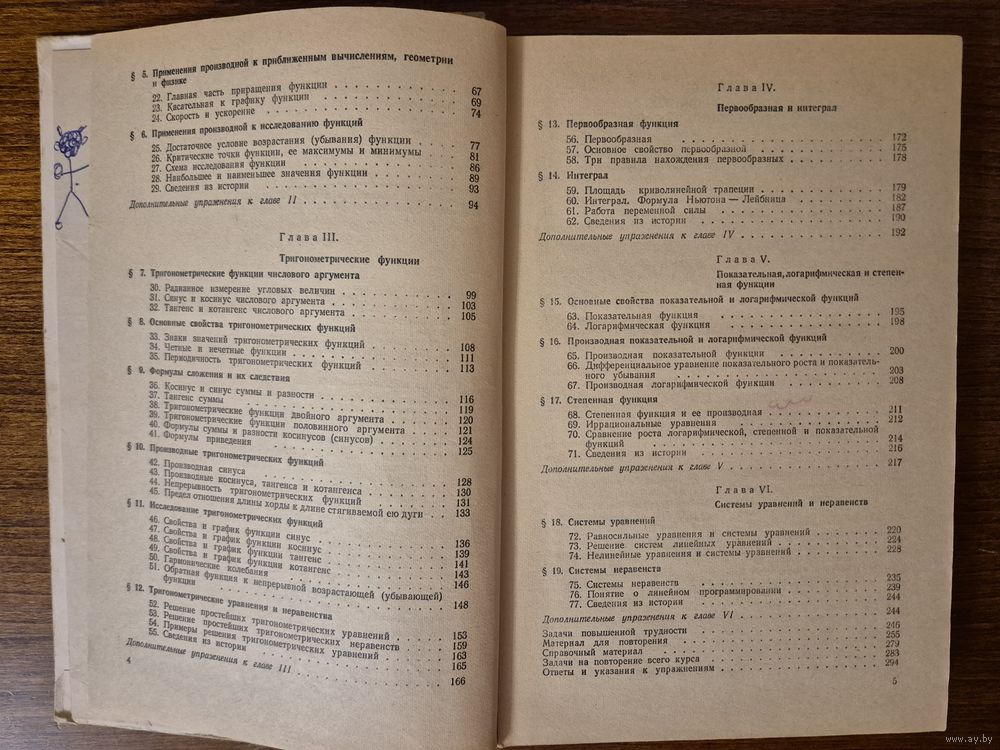 § 5. Применения производной к приближенным вычислениям, геометрии
и физике
22. Главная часть приращения функции 67
23. Касательная к графику функции 69
24. Скорость и ускорение 74
§ 6. Применения производной к исследованию функций
25. Достаточное условие возрастания (убывания) функции 77
26. Критические точки функции, ее максимумы и минимумы 81
27. Схема исследования функции 86
28. Наибольшее и наименьшее значения функции 89
29. Сведения из истории 93
Дополнительные упражнения к главе II 94
Глава III.
Тригонометрические функции
§ 7. Тригонометрические функции числового аргумента
30. Радианное измерение угловых величин 99
31. Синус и косинус числового аргумента 103
32. Тангенс и котангенс числового аргумента 105
§ 8. Основные свойства тригонометрических функций
33. Знаки значений тригонометрических функций 108
34. Четные и нечетные функции 111
35. Периодичность тригонометрических функций 113
§ 9. Формулы сложения и их следствия
36. Косинус и синус суммы и разности 116
37. Тангенс суммы 119
38. Тригонометрические функции двойного аргумента 120
39. Тригонометрические функции половинного аргумента 121
40. Формулы суммы и разности косинусов (синусов) 124
41. Формулы приведения 125
§ 10. Производные тригонометрических функций
42. Производная синуса 128
43. Производные косинуса, тангенса и котангенса 130
44. Непрерывность тригонометрических функций 131
45. Предел отношения длины хорды к длине стягиваемой ею дуги 133
§ 11. Исследование тригонометрических функций
46. Свойства и график функции синус 136
47. Свойства и график функции косинус 139
48. Свойства и график функции тангенс 141
49. Свойства и график функции котангенс 143
50. Гармонические колебания 146
51. Обратная функция к непрерывной возрастающей (убывающей)
функции 148
§ 12. Тригонометрические уравнения и неравенства
52. Решение простейших тригонометрических уравнений 153
53. Решение простейших тригонометрических неравенств 159
54. Примеры решения тригонометрических уравнений 163
55. Сведения из истории 165
Дополнительные упражнения к главе III 166
4
Глава IV.
Первообразная и интеграл
§ 13. Первообразная функция
56. Первообразная 172
57. Основное свойство первообразной 175
58. Три правила нахождения первообразных 178
§ 14. Интеграл
59. Площадь криволинейной трапеции 179
60. Интеграл. Формула Ньютона — Лейбница 182
61. Работа переменной силы 187
62. Сведения из истории 190
Дополнительные упражнения к главе IV 192
Глава V.
Показательная, логарифмическая и степен-
ная функции
§ 15. Основные свойства показательной и логарифмической функций
63. Показательная функция 195
64. Логарифмическая функция 198
§ 16. Производная показательной и логарифмической функций
65. Производная показательной функции 200
66. Дифференциальное уравнение показательного роста и показатель-
ного убывания 203
67. Производная логарифмической функции 208
§ 17. Степенная функция
68. Степенная функция и ее производная 211
69. Иррациональные уравнения 212
70. Сравнение роста логарифмической, степенной и показательной
функций 214
71. Сведения из истории 216
Дополнительные упражнения к главе V 217
Глава VI.
Системы уравнений и неравенств
§ 18. Системы уравнений
72. Равносильные уравнения и системы уравнений 220
73. Решение систем линейных уравнений 224
74. Нелинейные уравнения и системы уравнений 228
§ 19. Системы неравенств
75. Системы неравенств 235
76. Понятие о линейном программировании 239
77. Сведения из истории 244
Дополнительные упражнения к главе VI 244
Задачи повышенной трудности 246
Материал для повторения 255
Справочный материал 279
Задачи на повторение всего курса 283
Ответы и указания к упражнениям 294
5
www.ay.by